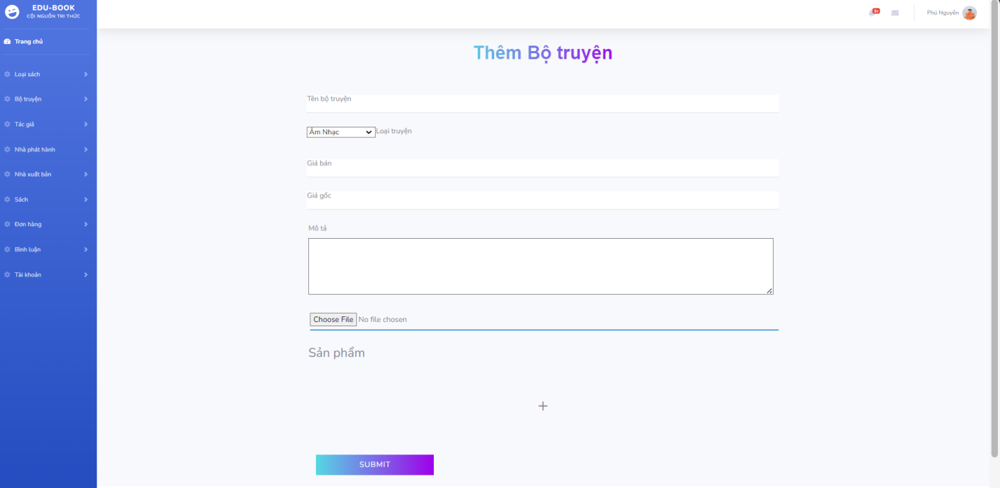 EDU-BOOK
CỘI NGUỒN TRI THỨC
Trang chủ
Loại sách
Bộ truyện
Tác giả
Nhà phát hành
Nhà xuất bản
Sách
Đơn hàng
Bình luận
Tài khoản
3+
Phú Nguyễn
Thêm Bộ truyện
Tên bộ truyện
Âm Nhạc Loại truyện
Giá bán
Giá gốc
Mô tả
Choose File No file chosen
Sản phẩm
+
SUBMIT